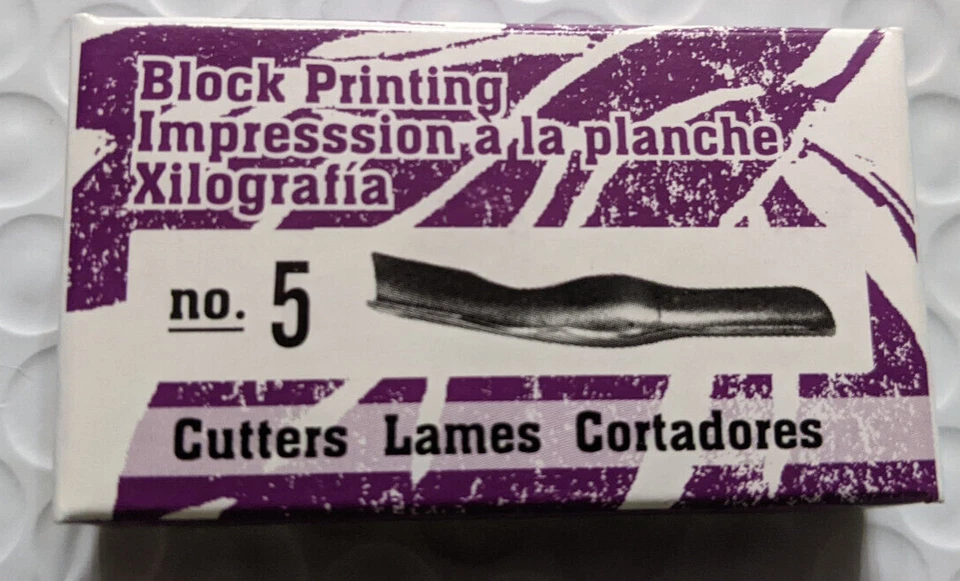 Block Printing
Impresssion à la planche
Xilografía
no. 5
Cutters Lames Cortadores